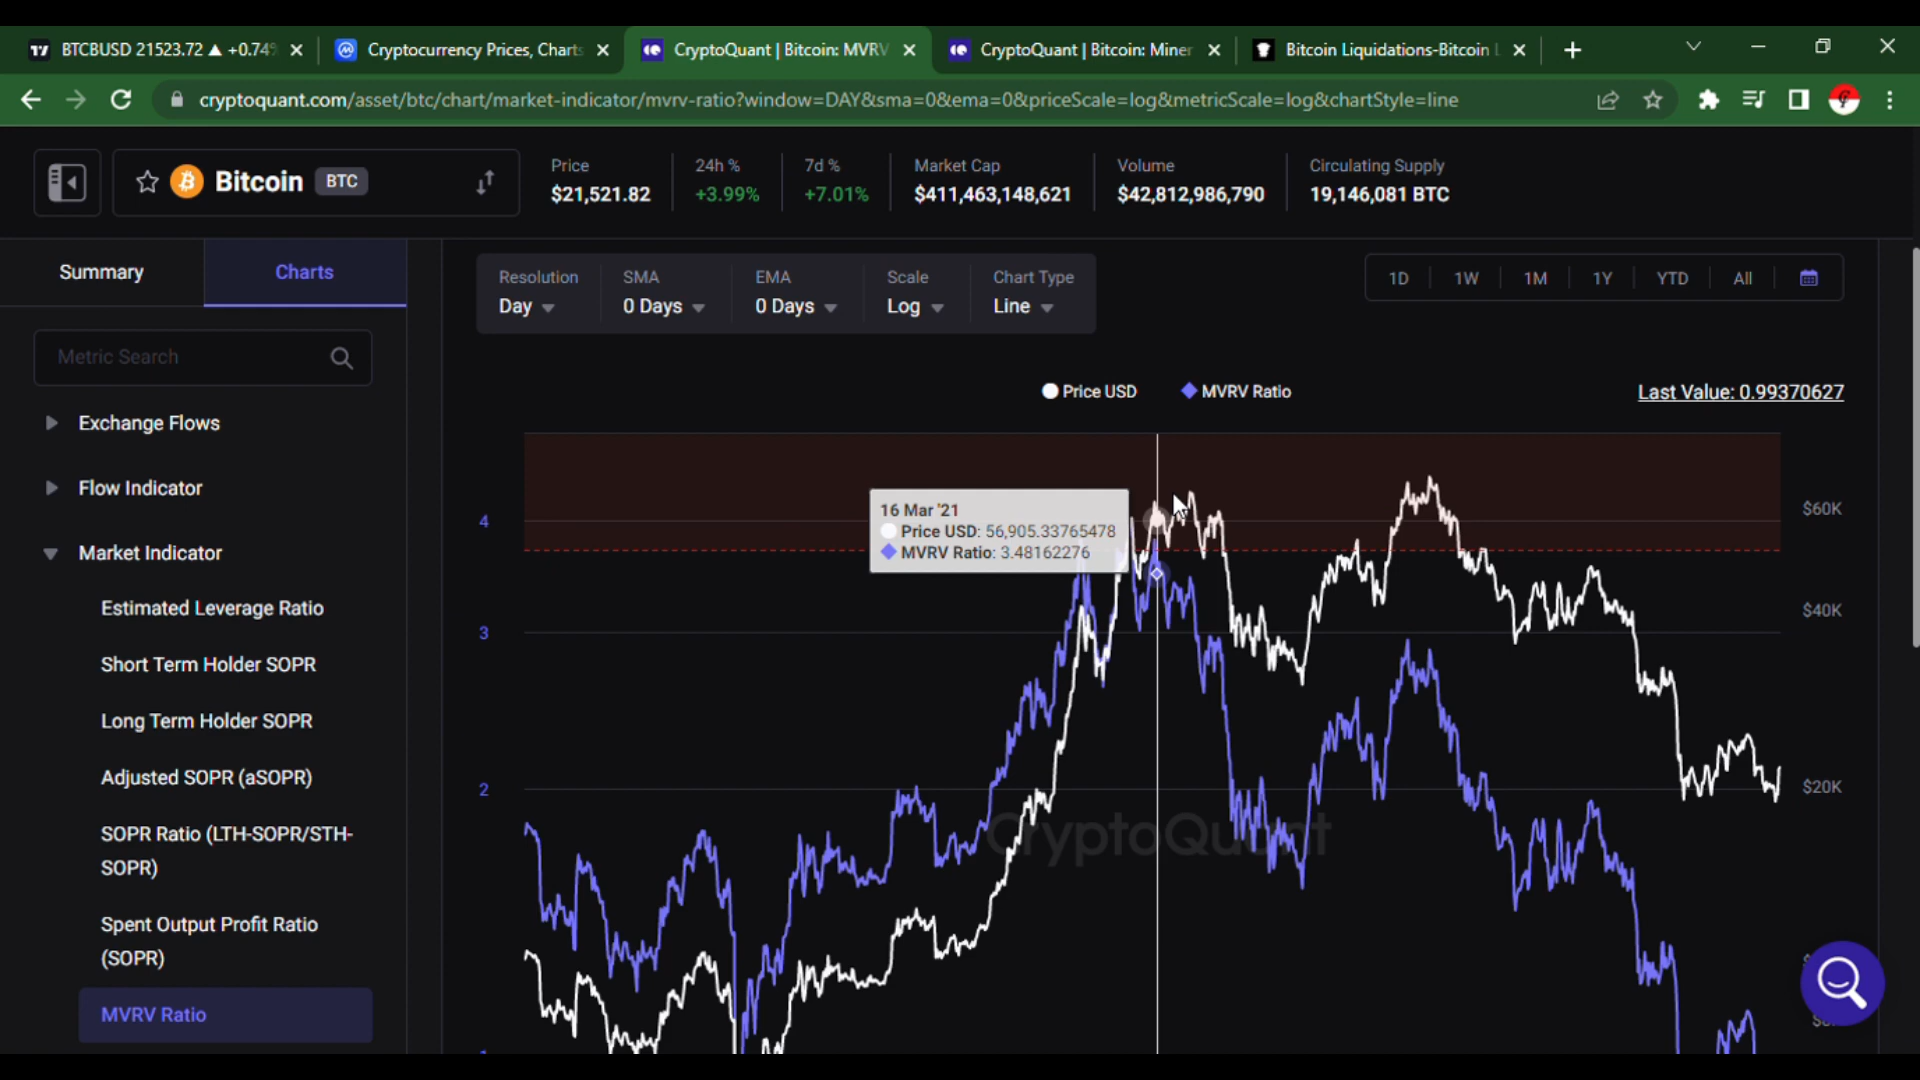 BTCBUSD 21523.72 ▲ +0.74%
Cryptocurrency Prices, Charts
CryptoQuant | Bitcoin: MVRV
CryptoQuant | Bitcoin: Miner
Bitcoin Liquidations-Bitcoin L
cryptoquant.com/asset/btc/chart/market-indicator/mvrv-ratio?window=DAY&sma=0&ema=0&priceScale=log&metricScale=log&chartStyle=line
Bitcoin BTC
Price
$21,521.82
24h %
+3.99%
7d %
+7.01%
Market Cap
$411,463,148,621
Volume
$42,812,986,790
Circulating Supply
19,146,081 BTC
Summary
Charts
Metric Search
Exchange Flows
Flow Indicator
Market Indicator
Estimated Leverage Ratio
Short Term Holder SOPR
Long Term Holder SOPR
Adjusted SOPR (aSOPR)
SOPR Ratio (LTH-SOPR/STH-
SOPR)
Spent Output Profit Ratio
(SOPR)
MVRV Ratio
Resolution
Day
SMA
0 Days
EMA
0 Days
Scale
Log
Chart Type
Line
1D 1W 1M 1Y YTD All
Price USD
MVRV Ratio
Last Value: 0.99370627
16 Mar '21
Price USD: 56,905.33765478
MVRV Ratio: 3.48162276
4
3
2
$60K
$40K
$20K
CryptoQuant